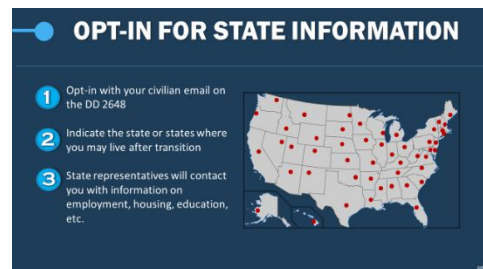 OPT-IN FOR STATE INFORMATION
1 Opt-in with your civilian email on
the DD 2648
2 Indicate the state or states where
you may live after transition
3 State representatives will contact
you with information on
employment, housing, education,
etc.